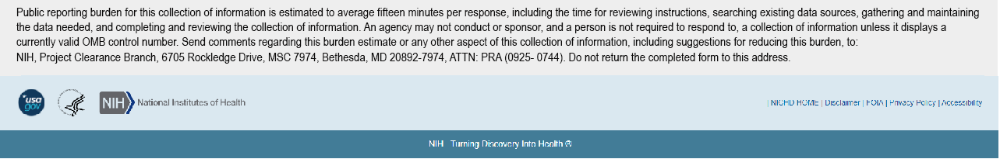 Public reporting burden for this collection of information is estimated to average fifteen minutes per response, including the time for reviewing instructions, searching existing data sources, gathering and maintaining
the data needed, and completing and reviewing the collection of information. An agency may not conduct or sponsor, and a person is not required to respond to, a collection of information unless it displays a
currently valid OMB control number. Send comments regarding this burden estimate or any other aspect of this collection of information, including suggestions for reducing this burden, to:
NIH, Project Clearance Branch, 6705 Rockledge Drive, MSC 7974, Bethesda, MD 20892-7974, ATTN: PRA (0925- 0744). Do not return the completed form to this address.
usa
gov
NIH National Institutes of Health
| NICHD HOME | Disclaimer | FOIA | Privacy Policy | Accessibility
NIH Turning Discovery Into Health ®